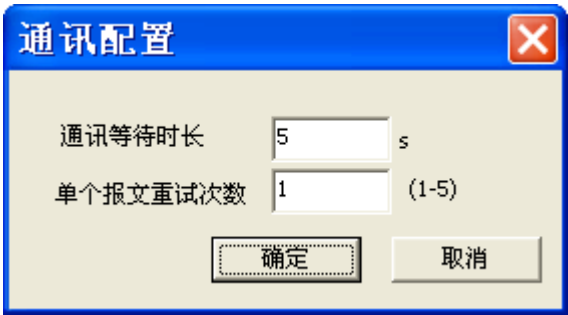 通讯配置
通讯等待时长 5 s
单个报文重试次数 1 (1-5)
确定 取消